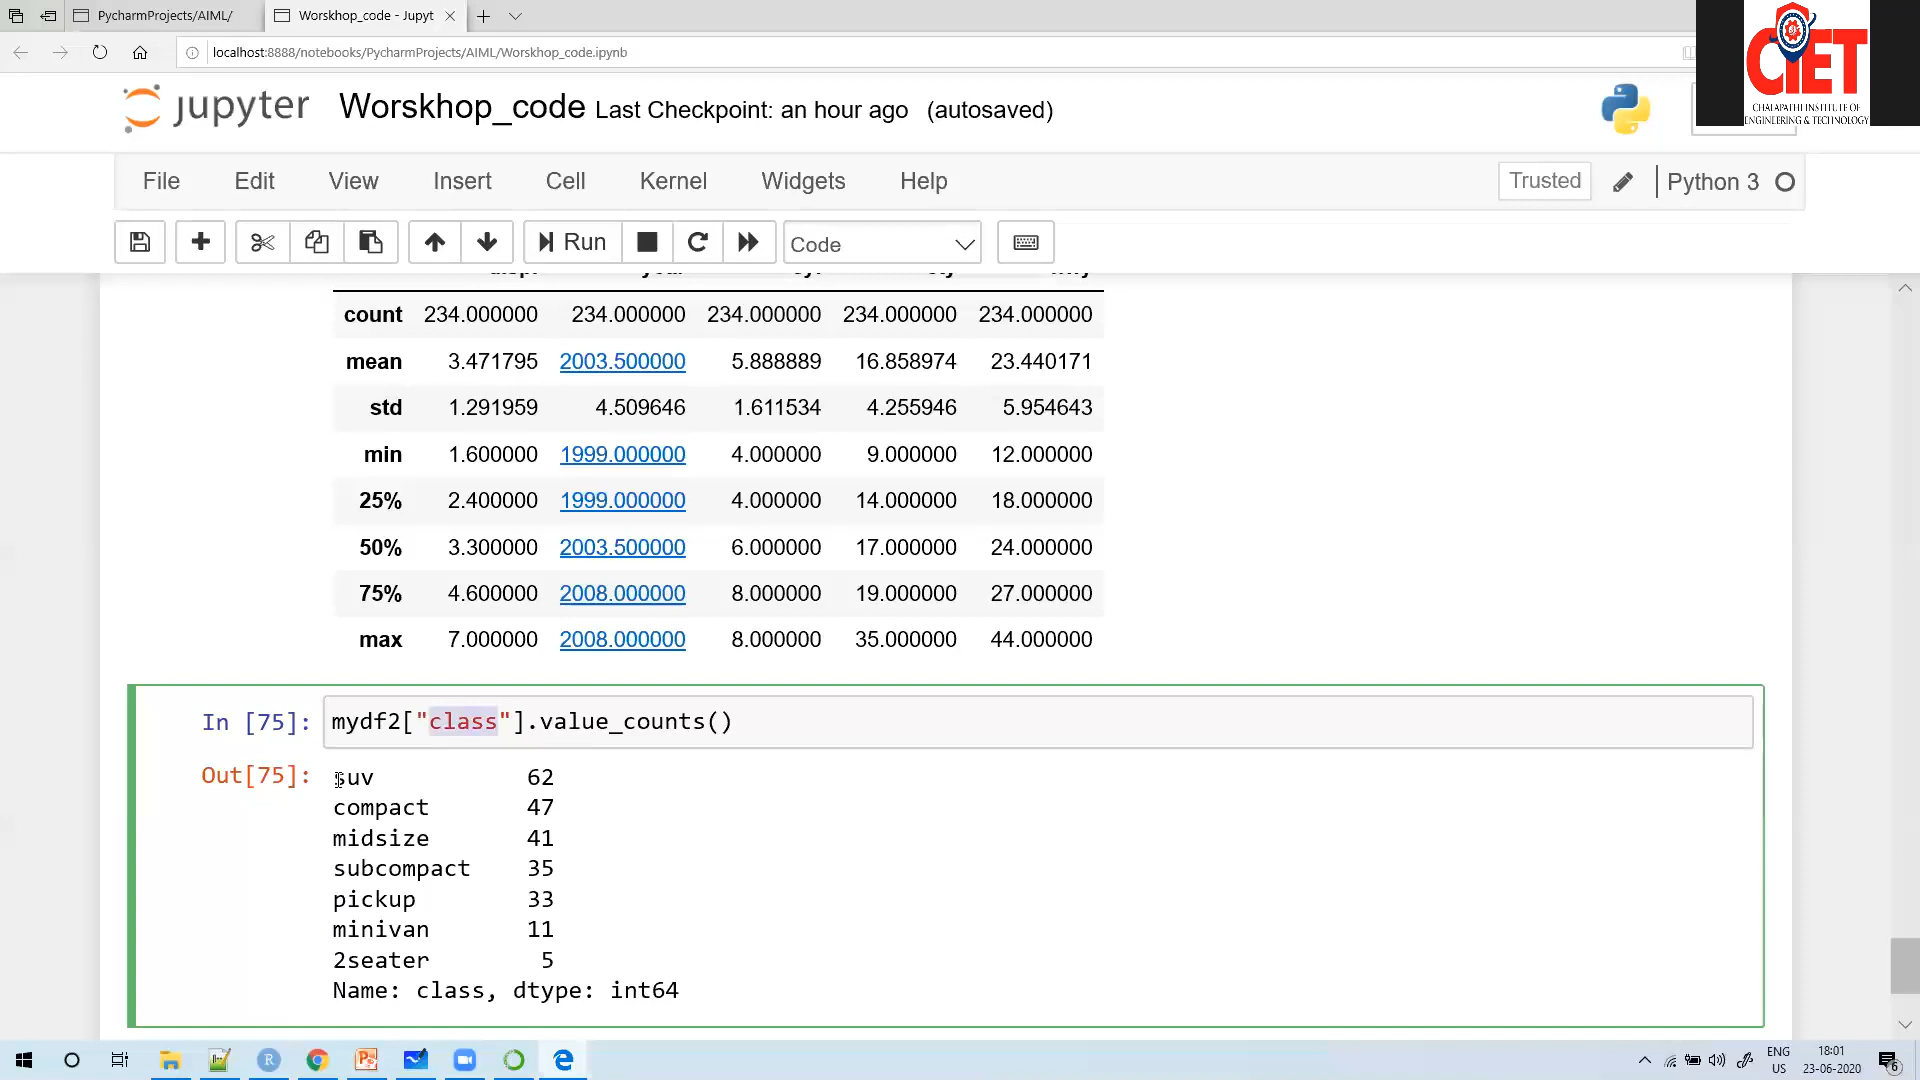 PycharmProjects/AIML/
Worskhop_code - Jupyt
localhost:8888/notebooks/PycharmProjects/AIML/Worskhop_code.ipynb
CIET
CHALAPATHI INSTITUTE OF
ENGINEERING & TECHNOLOGY
jupyter Worskhop_code Last Checkpoint: an hour ago (autosaved)
File Edit View Insert Cell Kernel Widgets Help Trusted Python 3
Run Code
count 234.000000 234.000000 234.000000 234.000000 234.000000
mean 3.471795 2003.500000 5.888889 16.858974 23.440171
std 1.291959 4.509646 1.611534 4.255946 5.954643
min 1.600000 1999.000000 4.000000 9.000000 12.000000
25% 2.400000 1999.000000 4.000000 14.000000 18.000000
50% 3.300000 2003.500000 6.000000 17.000000 24.000000
75% 4.600000 2008.000000 8.000000 19.000000 27.000000
max 7.000000 2008.000000 8.000000 35.000000 44.000000
In [75]: mydf2["class"].value_counts()
Out[75]: suv 62
compact 47
midsize 41
subcompact 35
pickup 33
minivan 11
2seater 5
Name: class, dtype: int64
ENG
US
18:01
23-06-2020
6